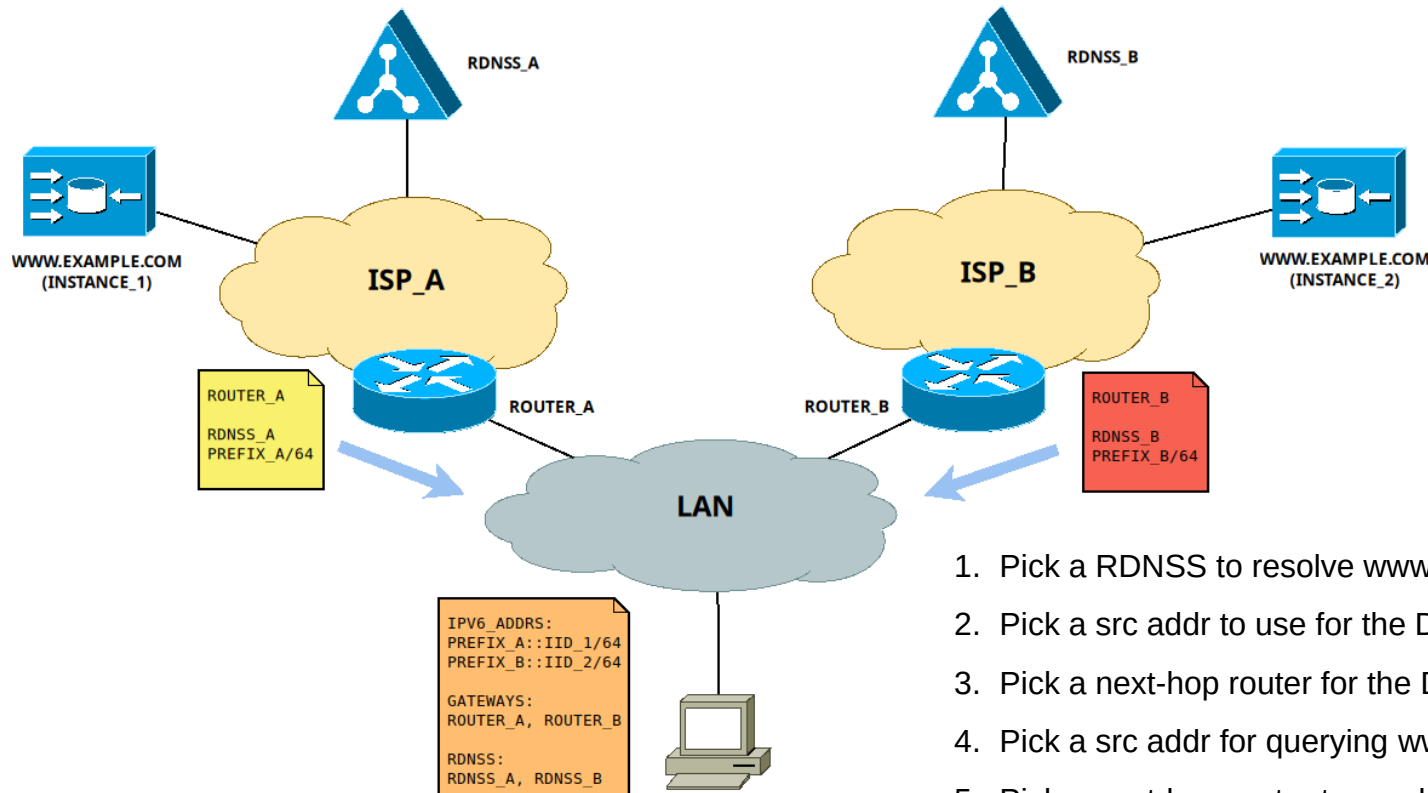 RDNSS_A
RDNSS_B
WWW.EXAMPLE.COM
(INSTANCE_1)
ISP_A
ISP_B
WWW.EXAMPLE.COM
(INSTANCE_2)
ROUTER_A
RDNSS_A
PREFIX_A/64
ROUTER_A
ROUTER_B
ROUTER_B
RDNSS_B
PREFIX_B/64
LAN
IPV6_ADDRS:
PREFIX_A::IID_1/64
PREFIX_B::IID_2/64
GATEWAYS:
ROUTER_A, ROUTER_B
RDNSS:
RDNSS_A, RDNSS_B
1. Pick a RDNSS to resolve www
2. Pick a src addr to use for the
3. Pick a next-hop router for the
4. Pick a src addr for querying